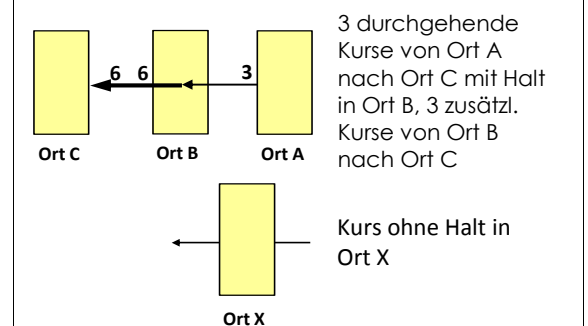 3 durchgehende
Kurse von Ort A
nach Ort C mit Halt
in Ort B, 3 zusätzl.
Kurse von Ort B
nach Ort C
6 6 3
Ort C Ort B Ort A
Kurs ohne Halt in
Ort X
Ort X